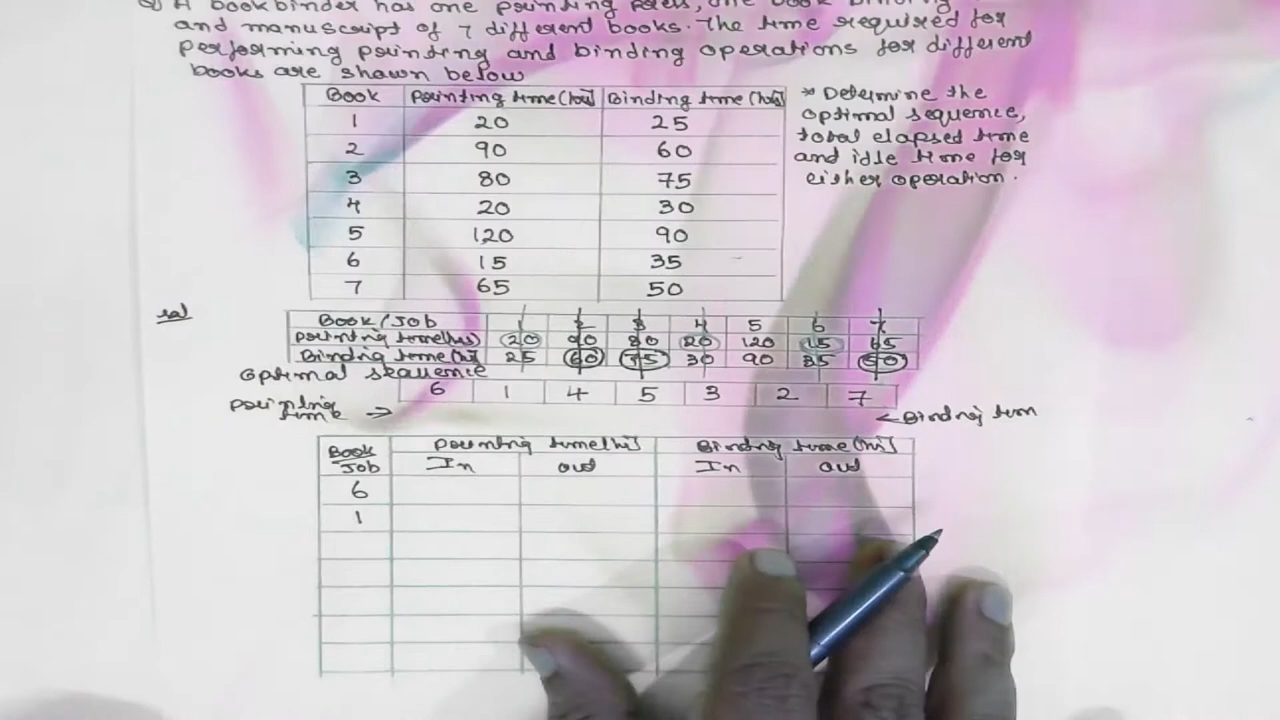 A bookbinder has one printing press, one book binding
and manuscript of 7 different books. The time required for
performing printing and binding operations for different
books are shown below
Book Printing time (hrs) Binding time (hrs)
1 20 25
2 90 60
3 80 75
4 20 30
5 120 90
6 15 35
7 65 50
* Determine the
optimal sequence,
total elapsed time
and idle time for
either operation.
sol
Book/Job 1 2 3 4 5 6 7
Printing time(hrs) 20 90 80 20 120 15 65
Binding time(hr) 25 60 75 30 90 35 50
Optimal sequence
6 1 4 5 3 2 7
Printing time → ← Binding time
Book/Job Printing time(hr) Binding time(hrs)
In out In out
6
1